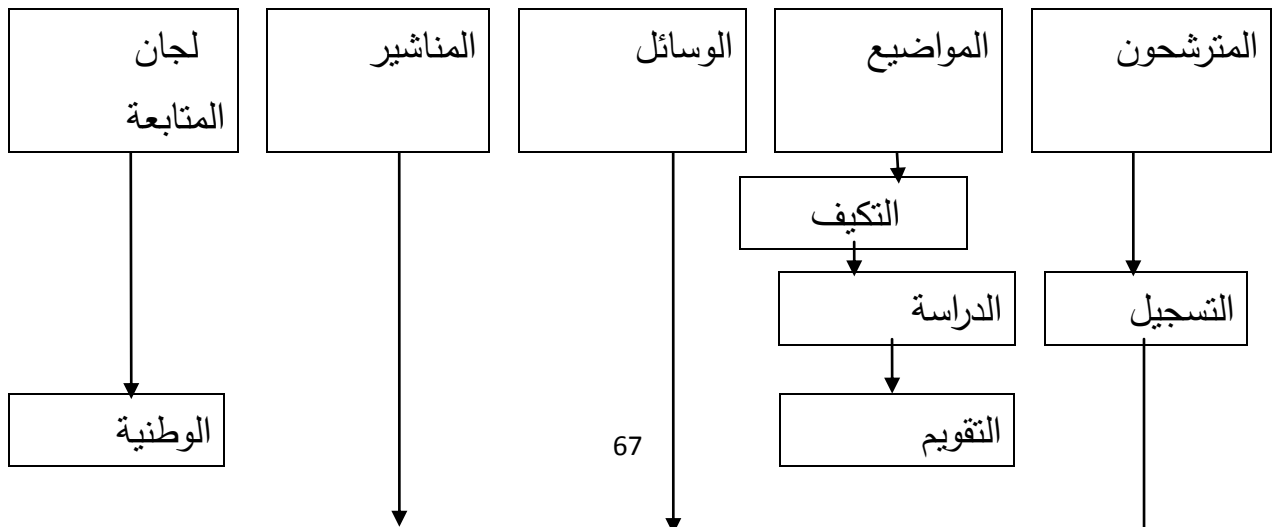 المترشحون
المواضيع
الوسائل
المناشير
لجان
المتابعة
التكيف
الدراسة
التسجيل
التقويم
الوطنية
67